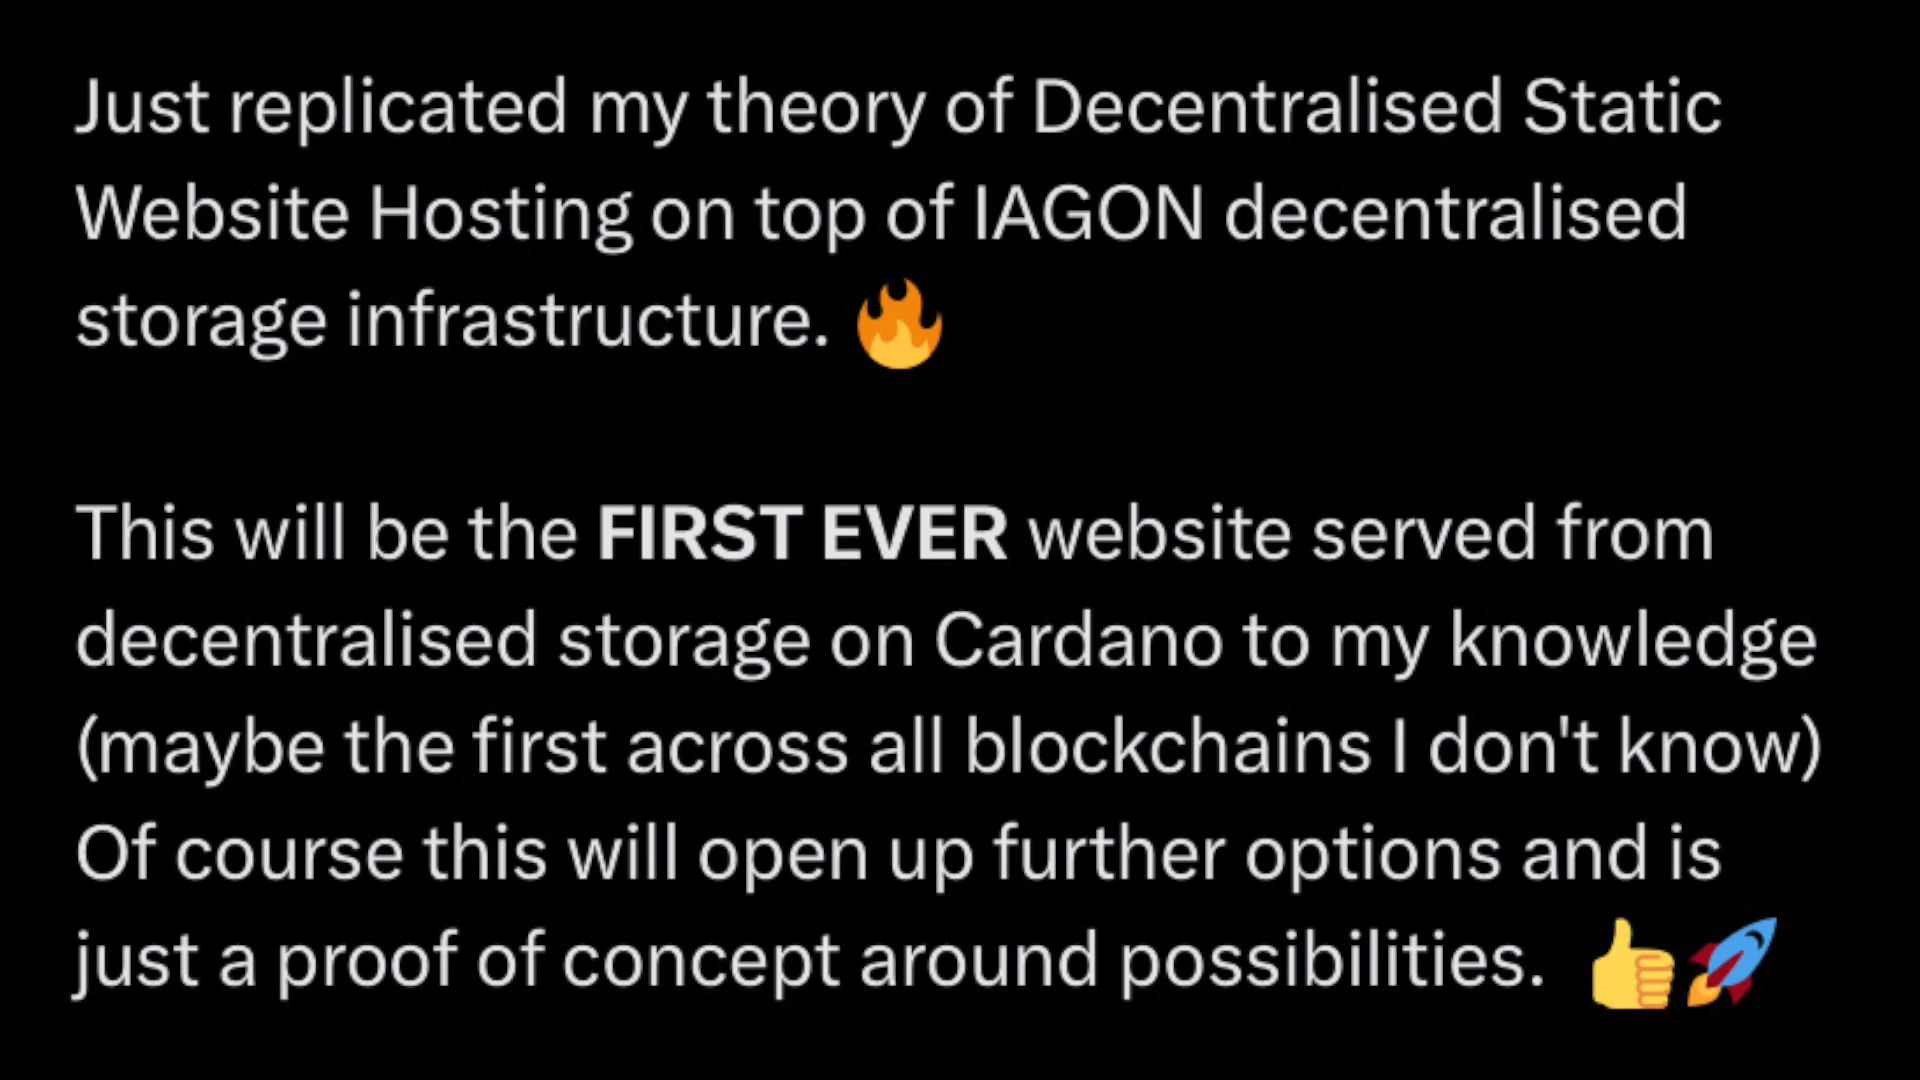 Just replicated my theory of Decentralised Static
Website Hosting on top of IAGON decentralised
storage infrastructure. 🔥
This will be the FIRST EVER website served from
decentralised storage on Cardano to my knowledge
(maybe the first across all blockchains I don't know)
Of course this will open up further options and is
just a proof of concept around possibilities. 👍🚀